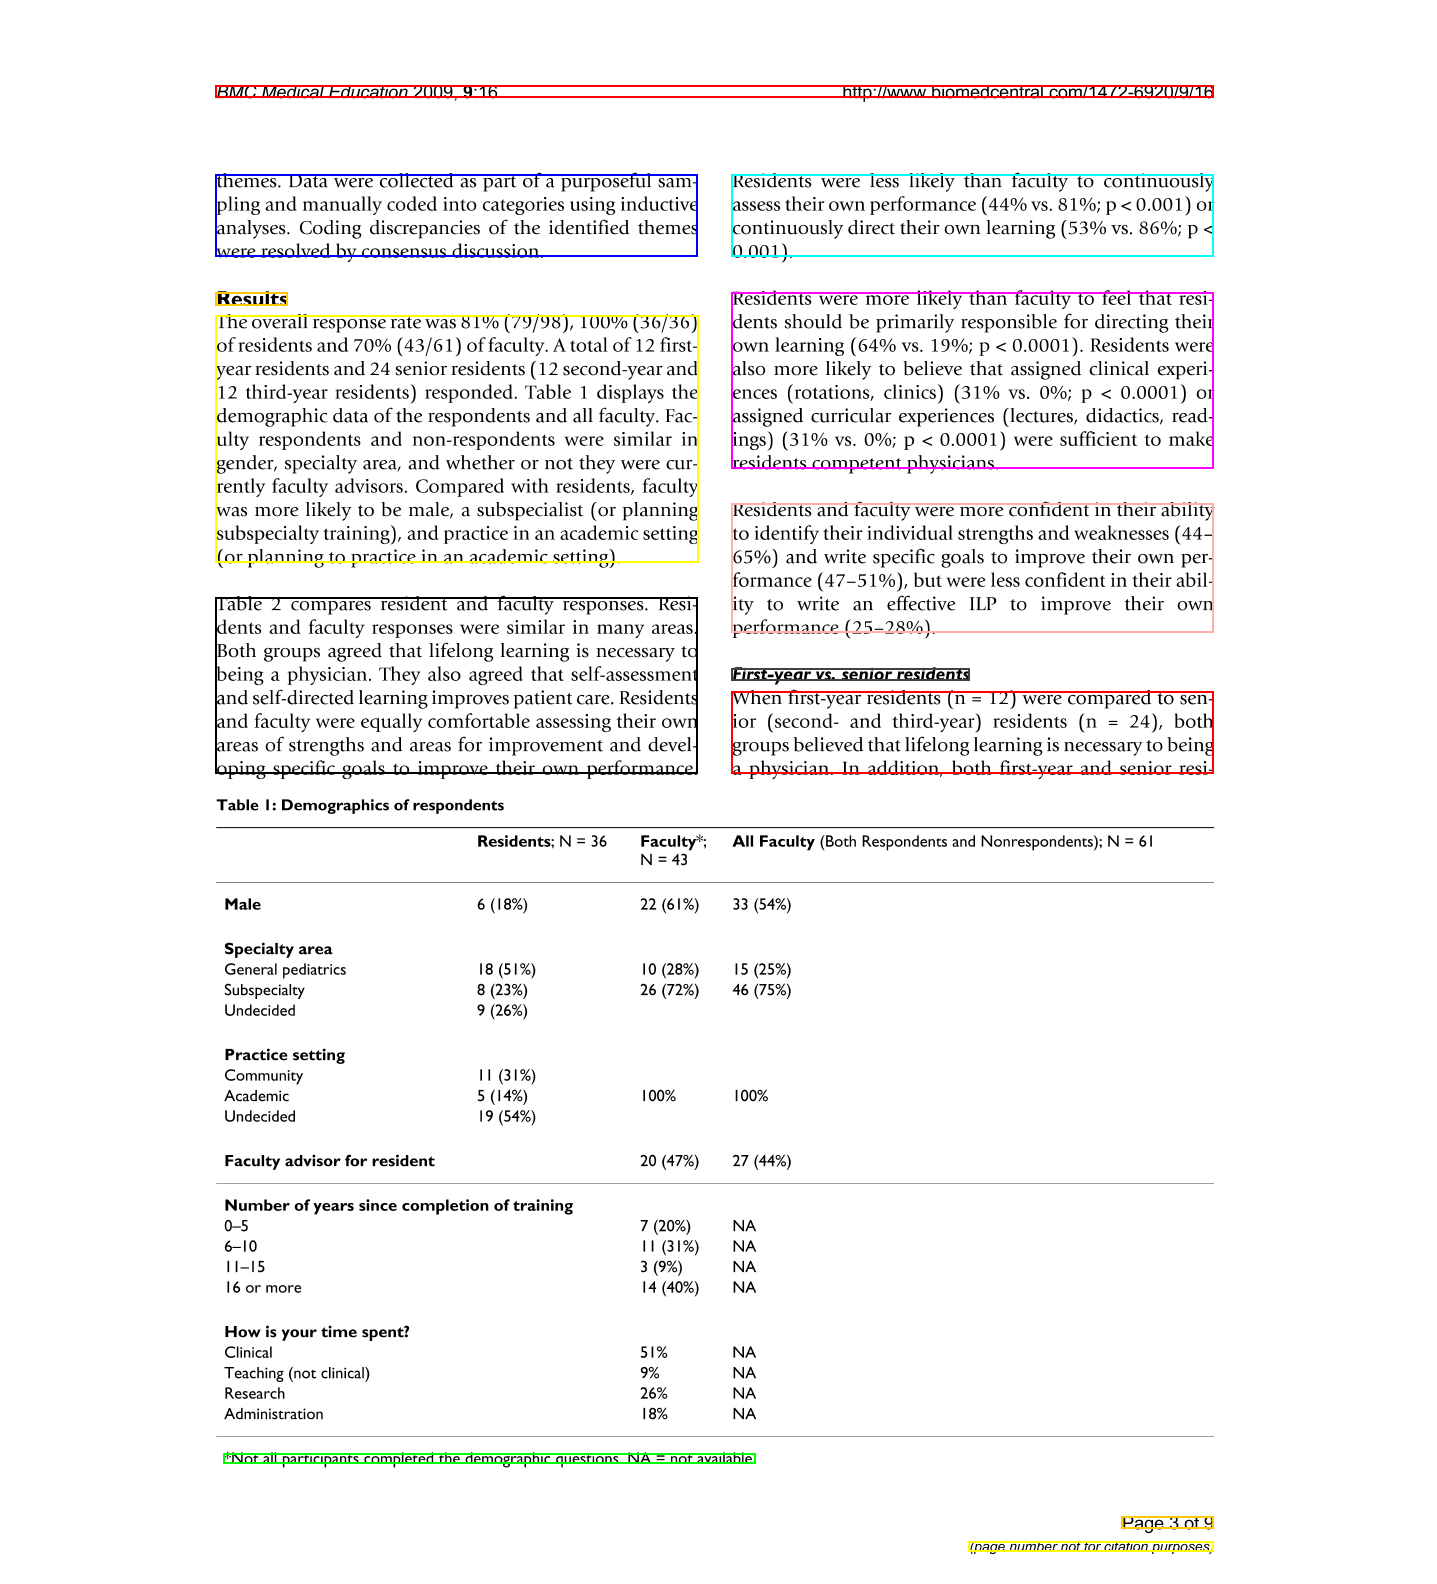 BMC Medical Education 2009, 9:16 http://www.biomedcentral.com/1472-6920/9/16
themes. Data were collected as part of a purposeful sam-
pling and manually coded into categories using inductive
analyses. Coding discrepancies of the identified themes
were resolved by consensus discussion.
Results
The overall response rate was 81% (79/98), 100% (36/36)
of residents and 70% (43/61) of faculty. A total of 12 first-
year residents and 24 senior residents (12 second-year and
12 third-year residents) responded. Table 1 displays the
demographic data of the respondents and all faculty. Fac-
ulty respondents and non-respondents were similar in
gender, specialty area, and whether or not they were cur-
rently faculty advisors. Compared with residents, faculty
was more likely to be male, a subspecialist (or planning
subspecialty training), and practice in an academic setting
(or planning to practice in an academic setting).
Table 2 compares resident and faculty responses. Resi-
dents and faculty responses were similar in many areas.
Both groups agreed that lifelong learning is necessary to
being a physician. They also agreed that self-assessment
and self-directed learning improves patient care. Residents
and faculty were equally comfortable assessing their own
areas of strengths and areas for improvement and devel-
oping specific goals to improve their own performance.
Residents were less likely than faculty to continuously
assess their own performance (44% vs. 81%; p < 0.001) or
continuously direct their own learning (53% vs. 86%; p <
0.001).
Residents were more likely than faculty to feel that resi-
dents should be primarily responsible for directing their
own learning (64% vs. 19%; p < 0.0001). Residents were
also more likely to believe that assigned clinical experi-
ences (rotations, clinics) (31% vs. 0%; p < 0.0001) or
assigned curricular experiences (lectures, didactics, read-
ings) (31% vs. 0%; p < 0.0001) were sufficient to make
residents competent physicians.
Residents and faculty were more confident in their ability
to identify their individual strengths and weaknesses (44–
65%) and write specific goals to improve their own per-
formance (47–51%), but were less confident in their abil-
ity to write an effective ILP to improve their own
performance (25–28%).
First-year vs. senior residents
When first-year residents (n = 12) were compared to sen-
ior (second- and third-year) residents (n = 24), both
groups believed that lifelong learning is necessary to being
a physician. In addition, both first-year and senior resi-
Table 1: Demographics of respondents
Residents; N = 36 Faculty*; All Faculty (Both Respondents and Nonrespondents); N = 61
N = 43
Male 6 (18%) 22 (61%) 33 (54%)
Specialty area
General pediatrics 18 (51%) 10 (28%) 15 (25%)
Subspecialty 8 (23%) 26 (72%) 46 (75%)
Undecided 9 (26%)
Practice setting
Community 11 (31%)
Academic 5 (14%) 100% 100%
Undecided 19 (54%)
Faculty advisor for resident 20 (47%) 27 (44%)
Number of years since completion of training
0–5 7 (20%) NA
6–10 11 (31%) NA
11–15 3 (9%) NA
16 or more 14 (40%) NA
How is your time spent?
Clinical 51% NA
Teaching (not clinical) 9% NA
Research 26% NA
Administration 18% NA
*Not all participants completed the demographic questions. NA = not available.
Page 3 of 9
(page number not for citation purposes)